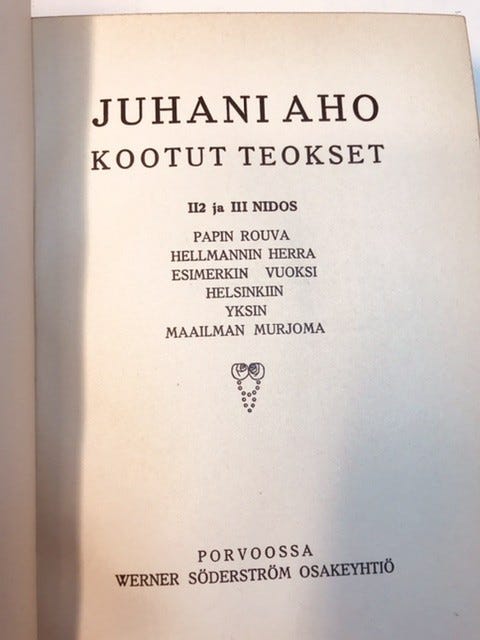 JUHANI AHO
KOOTUT TEOKSET
II2 ja III NIDOS
PAPIN ROUVA
HELLMANNIN HERRA
ESIMERKIN VUOKSI
HELSINKIIN
YKSIN
MAAILMAN MURJOMA
PORVOOSSA
WERNER SÖDERSTRÖM OSAKEYHTIÖ